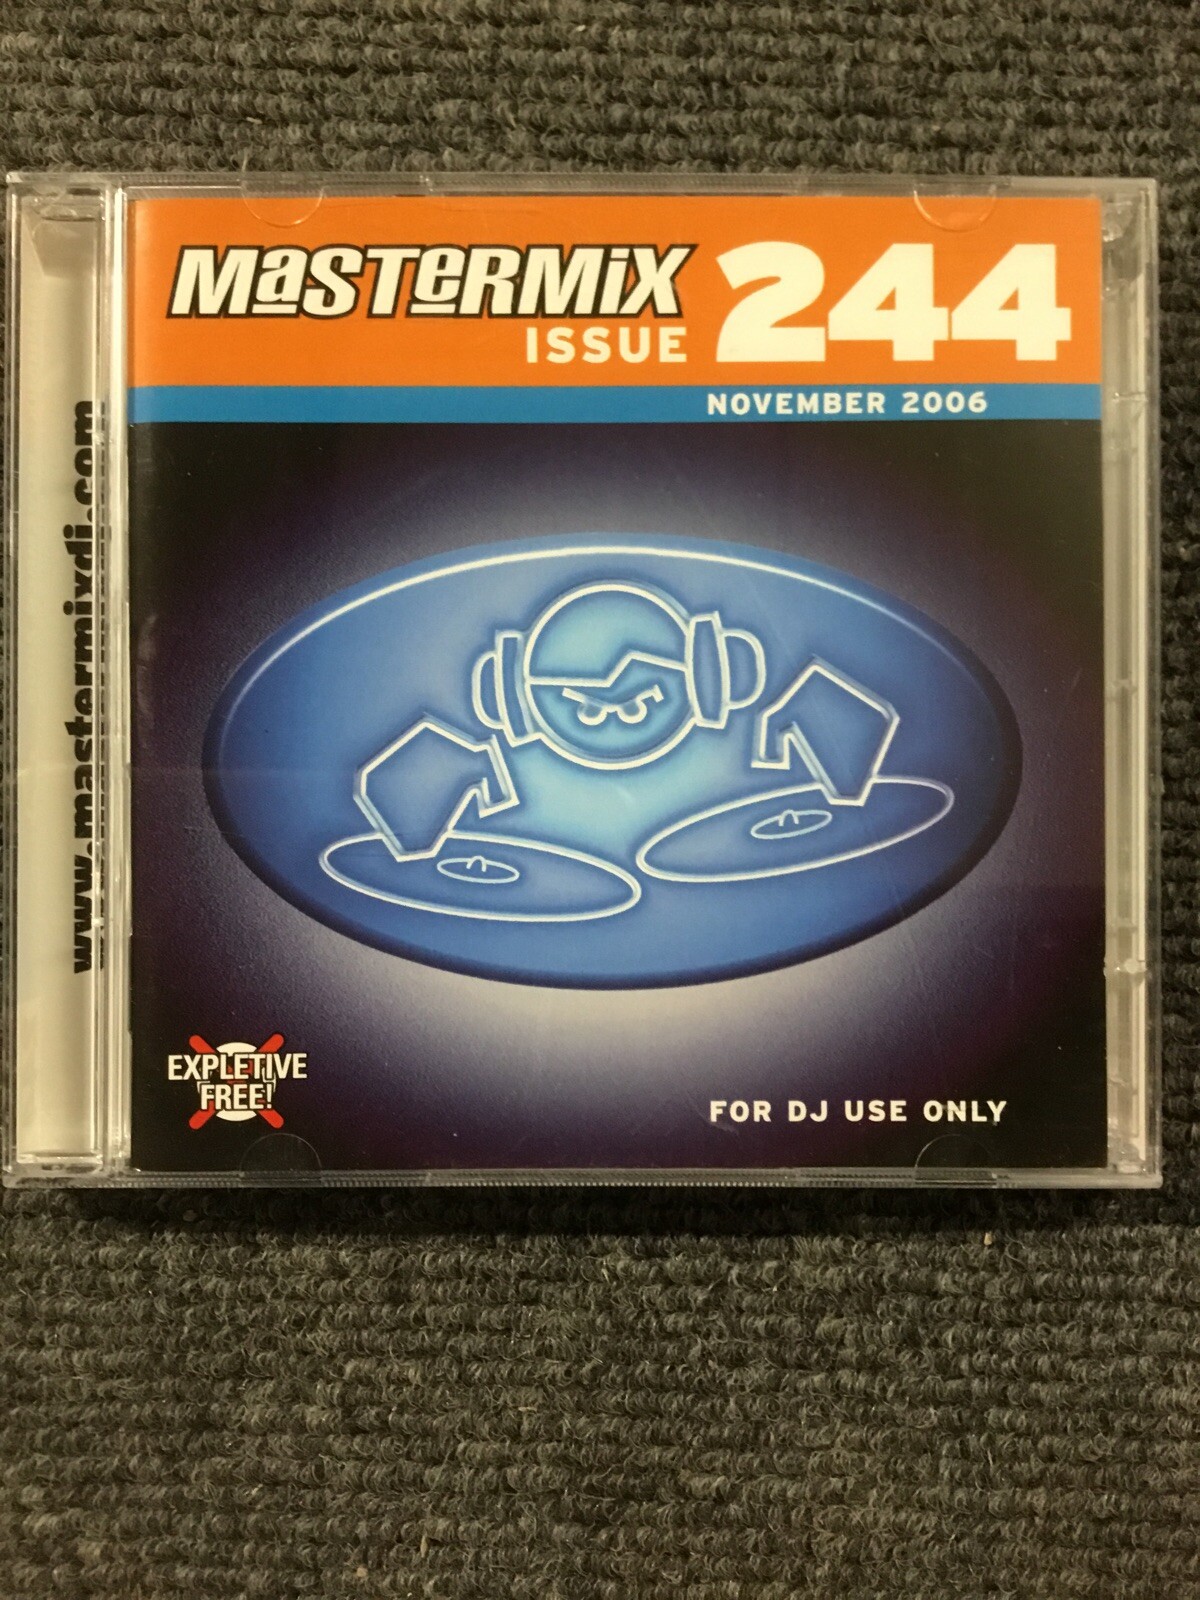 MASTERMIX
ISSUE 244
NOVEMBER 2006
www.mastermixdj.com
EXPLETIVE
FREE!
FOR DJ USE ONLY